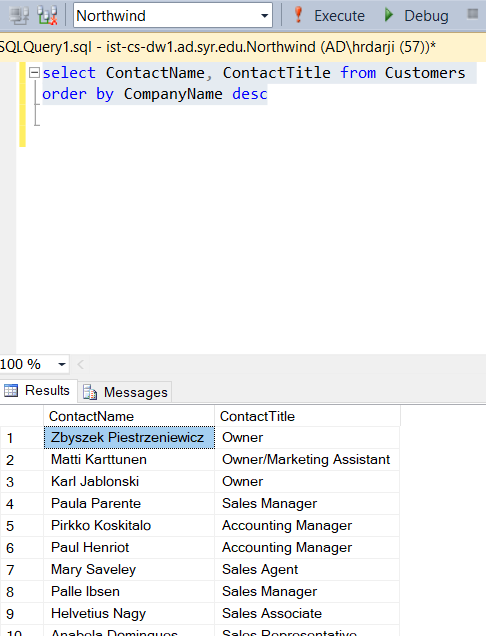 Northwind Execute Debug
SQLQuery1.sql - ist-cs-dw1.ad.syr.edu.Northwind (AD\hrdarji (57))*
select ContactName, ContactTitle from Customers
order by CompanyName desc
100 %
Results Messages
ContactName ContactTitle
1 Zbyszek Piestrzeniewicz Owner
2 Matti Karttunen Owner/Marketing Assistant
3 Karl Jablonski Owner
4 Paula Parente Sales Manager
5 Pirkko Koskitalo Accounting Manager
6 Paul Henriot Accounting Manager
7 Mary Saveley Sales Agent
8 Palle Ibsen Sales Manager
9 Helvetius Nagy Sales Associate
10 Anabela Domingues Sales Representative